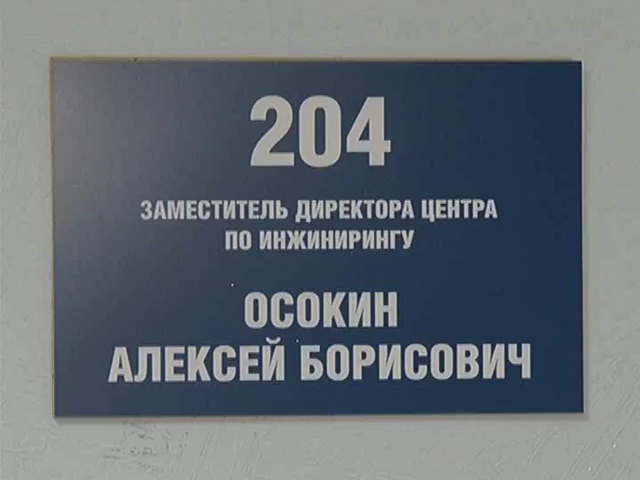 204
ЗАМЕСТИТЕЛЬ ДИРЕКТОРА ЦЕНТРА
ПО ИНЖИНИРИНГУ
ОСОКИН
АЛЕКСЕЙ БОРИСОВИЧ